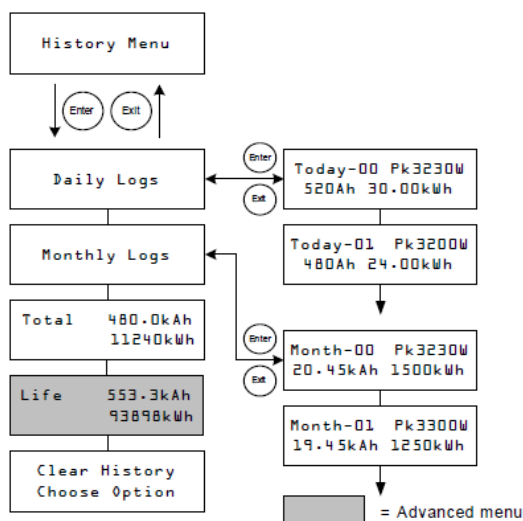 History Menu
Enter
Exit
Daily Logs
Enter
Exit
Today-00 Pk3230W
520Ah 30.00kWh
Today-01 Pk3200W
480Ah 24.00kWh
Monthly Logs
Total 480.0kAh
11240kWh
Enter
Exit
Month-00 Pk3230W
20.45kAh 1500kWh
Life 553.3kAh
93898kWh
Month-01 Pk3300W
19.45kAh 1250kWh
Clear History
Choose Option
= Advanced menu